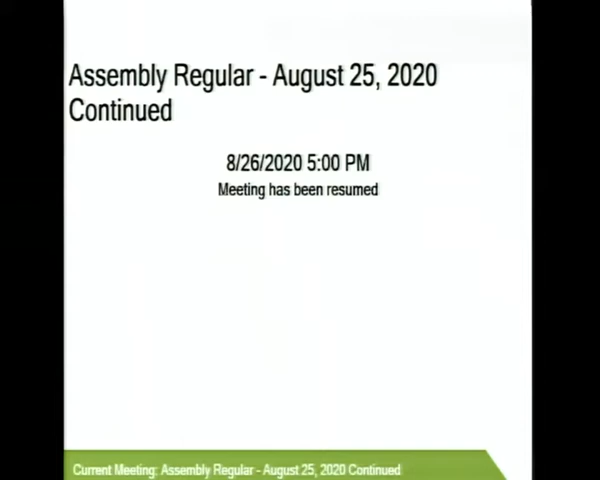 Assembly Regular - August 25, 2020
Continued
8/26/2020 5:00 PM
Meeting has been resumed
Current Meeting: Assembly Regular - August 25, 2020 Continued